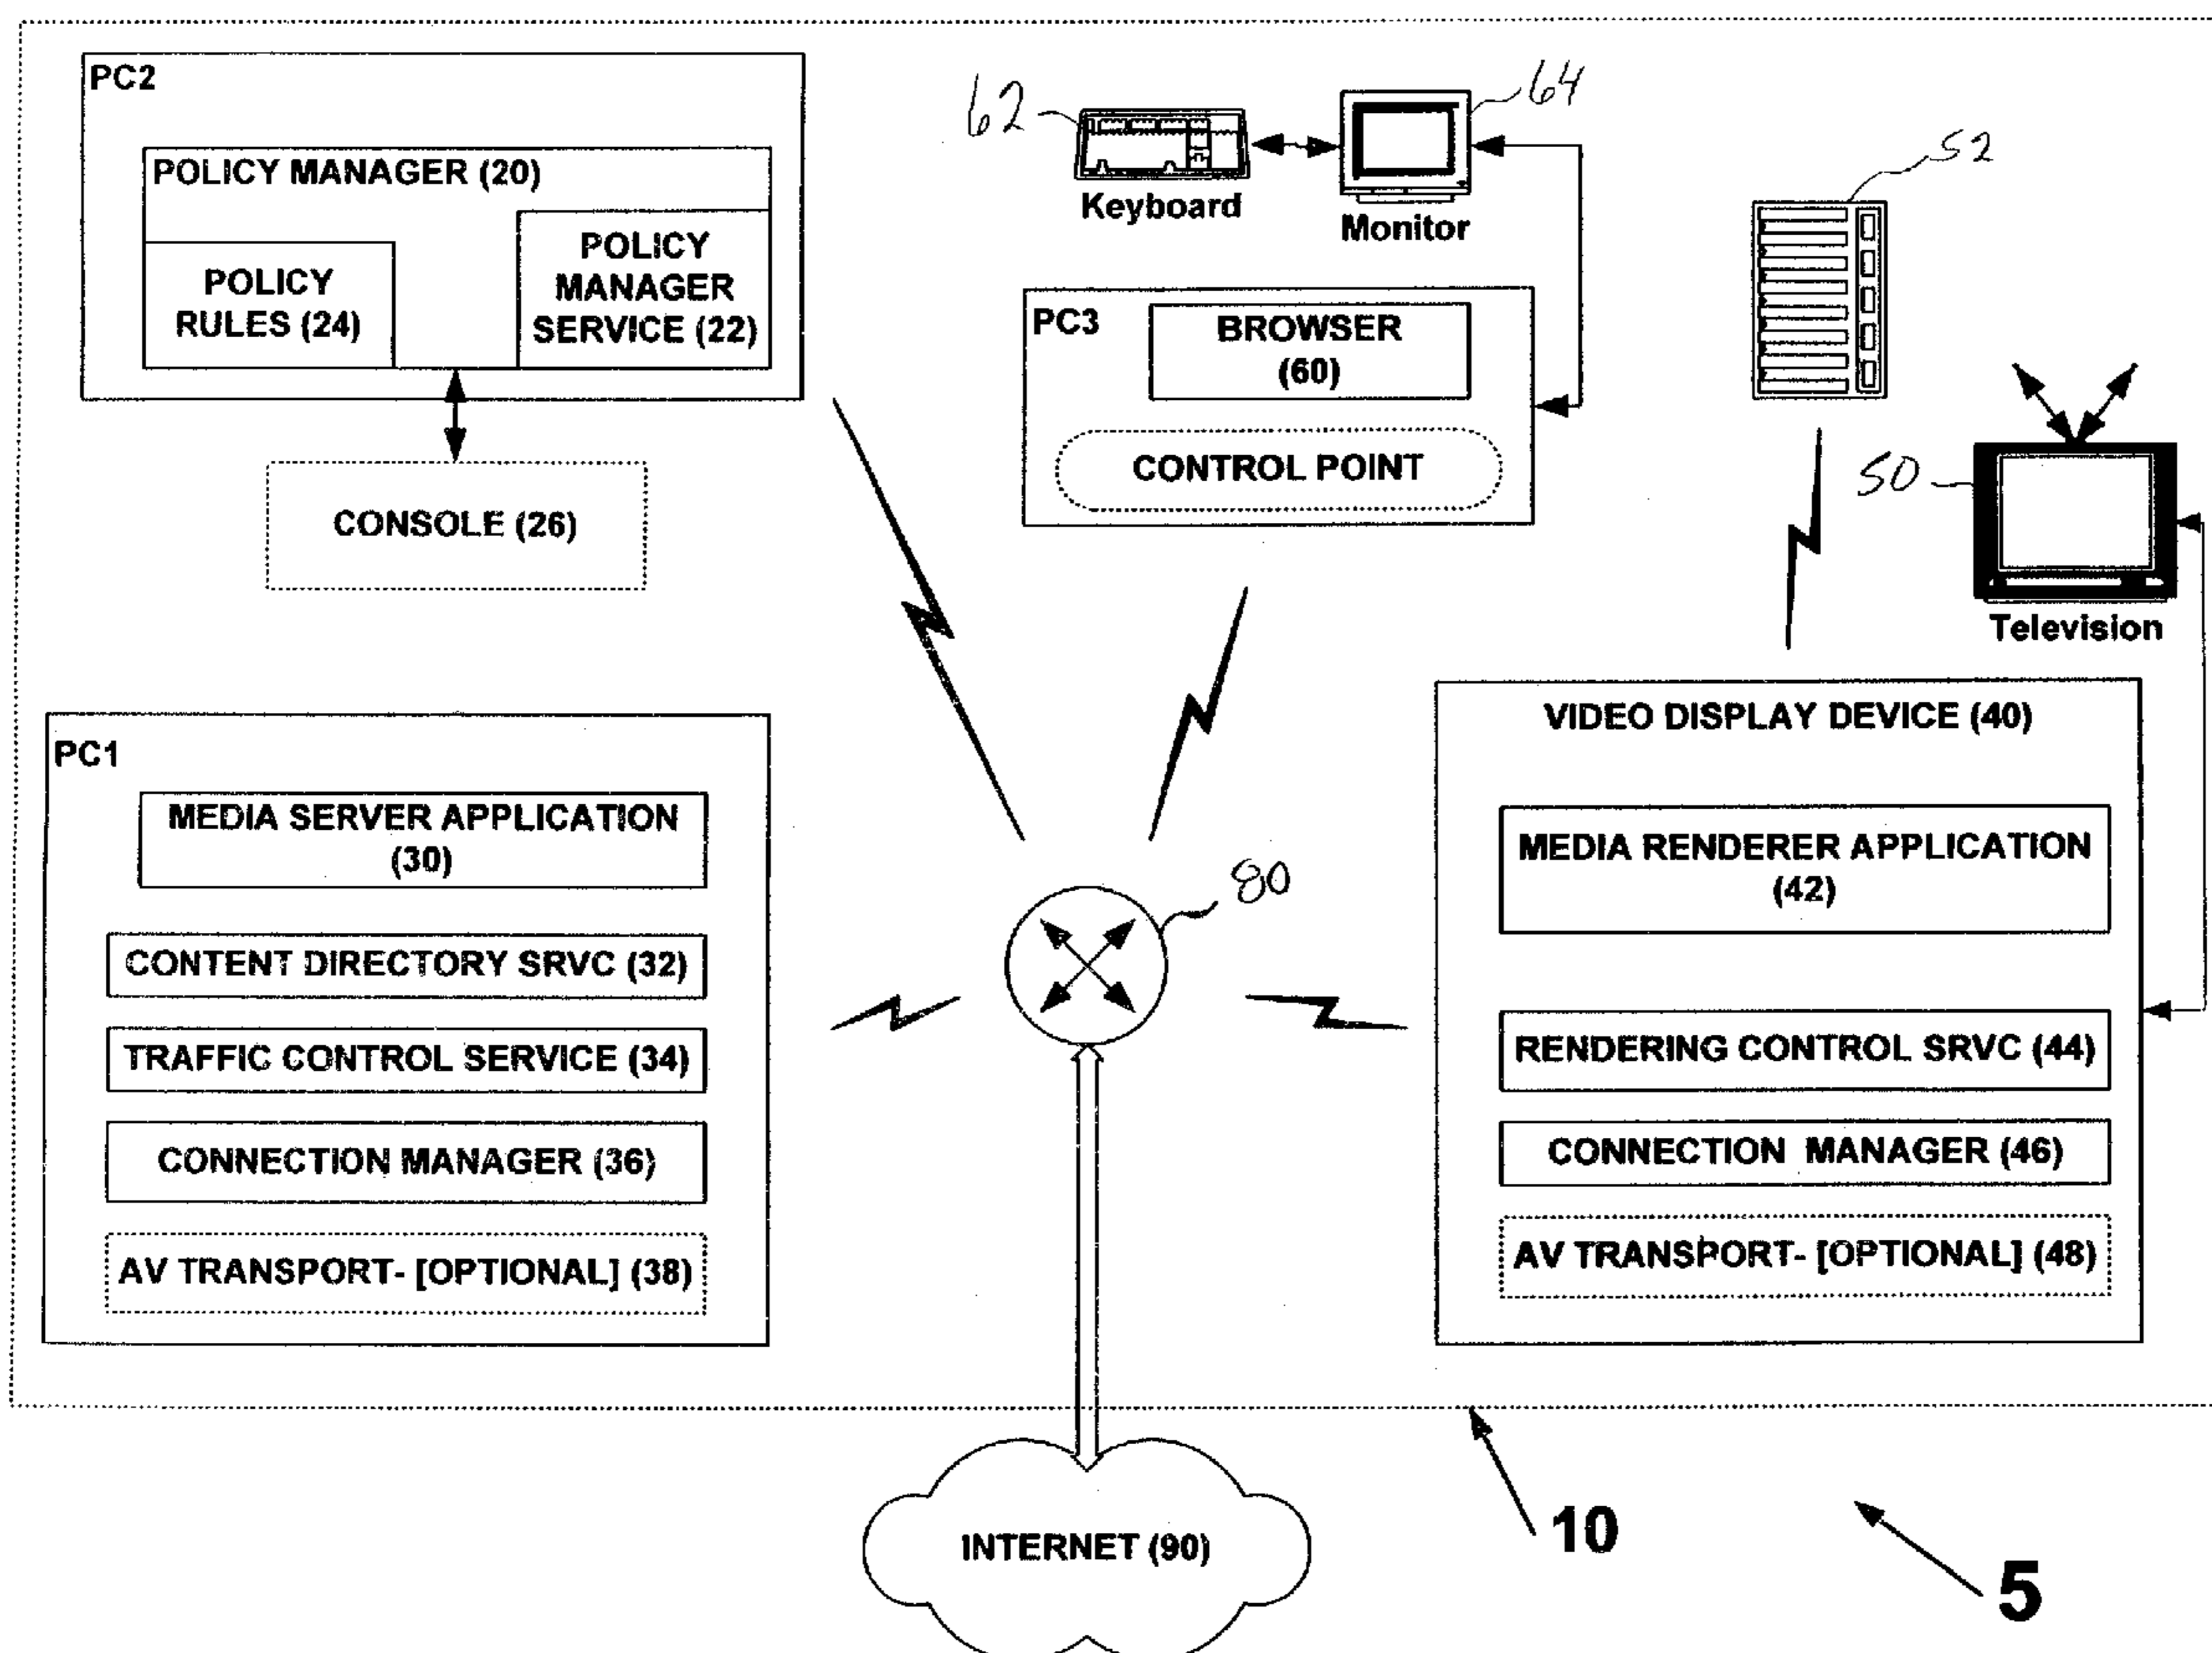 PC2
POLICY MANAGER (20)
POLICY
RULES (24)
POLICY
MANAGER
SERVICE (22)
CONSOLE (26)
62
Keyboard
64
Monitor
PC3
BROWSER
(60)
CONTROL POINT
52
50
Television
PC1
MEDIA SERVER APPLICATION
(30)
CONTENT DIRECTORY SRVC (32)
TRAFFIC CONTROL SERVICE (34)
CONNECTION MANAGER (36)
AV TRANSPORT- [OPTIONAL] (38)
80
VIDEO DISPLAY DEVICE (40)
MEDIA RENDERER APPLICATION
(42)
RENDERING CONTROL SRVC (44)
CONNECTION MANAGER (46)
AV TRANSPORT- [OPTIONAL] (48)
INTERNET (90)
10
5